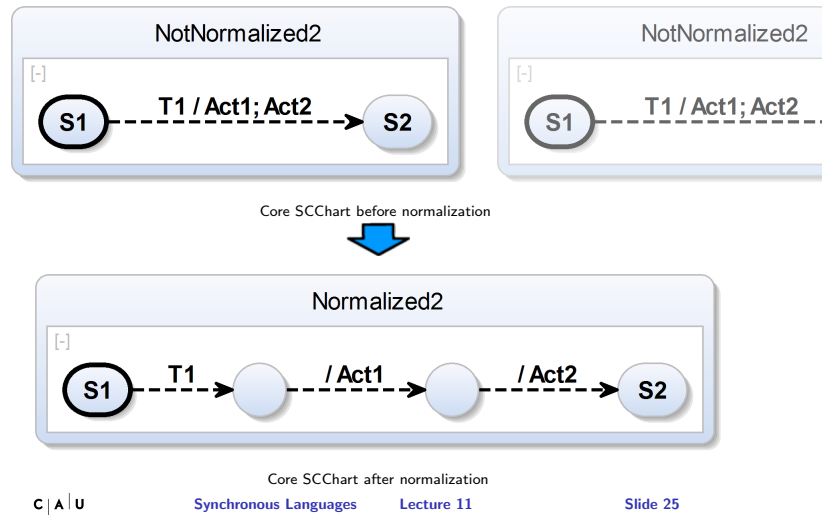 NotNormalized2
[-]
S1
T1 / Act1; Act2
S2
NotNormalized2
[-]
S1
T1 / Act1; Act2
Core SCChart before normalization
Normalized2
[-]
S1
T1
/ Act1
/ Act2
S2
Core SCChart after normalization
C | A | U Synchronous Languages Lecture 11 Slide 25